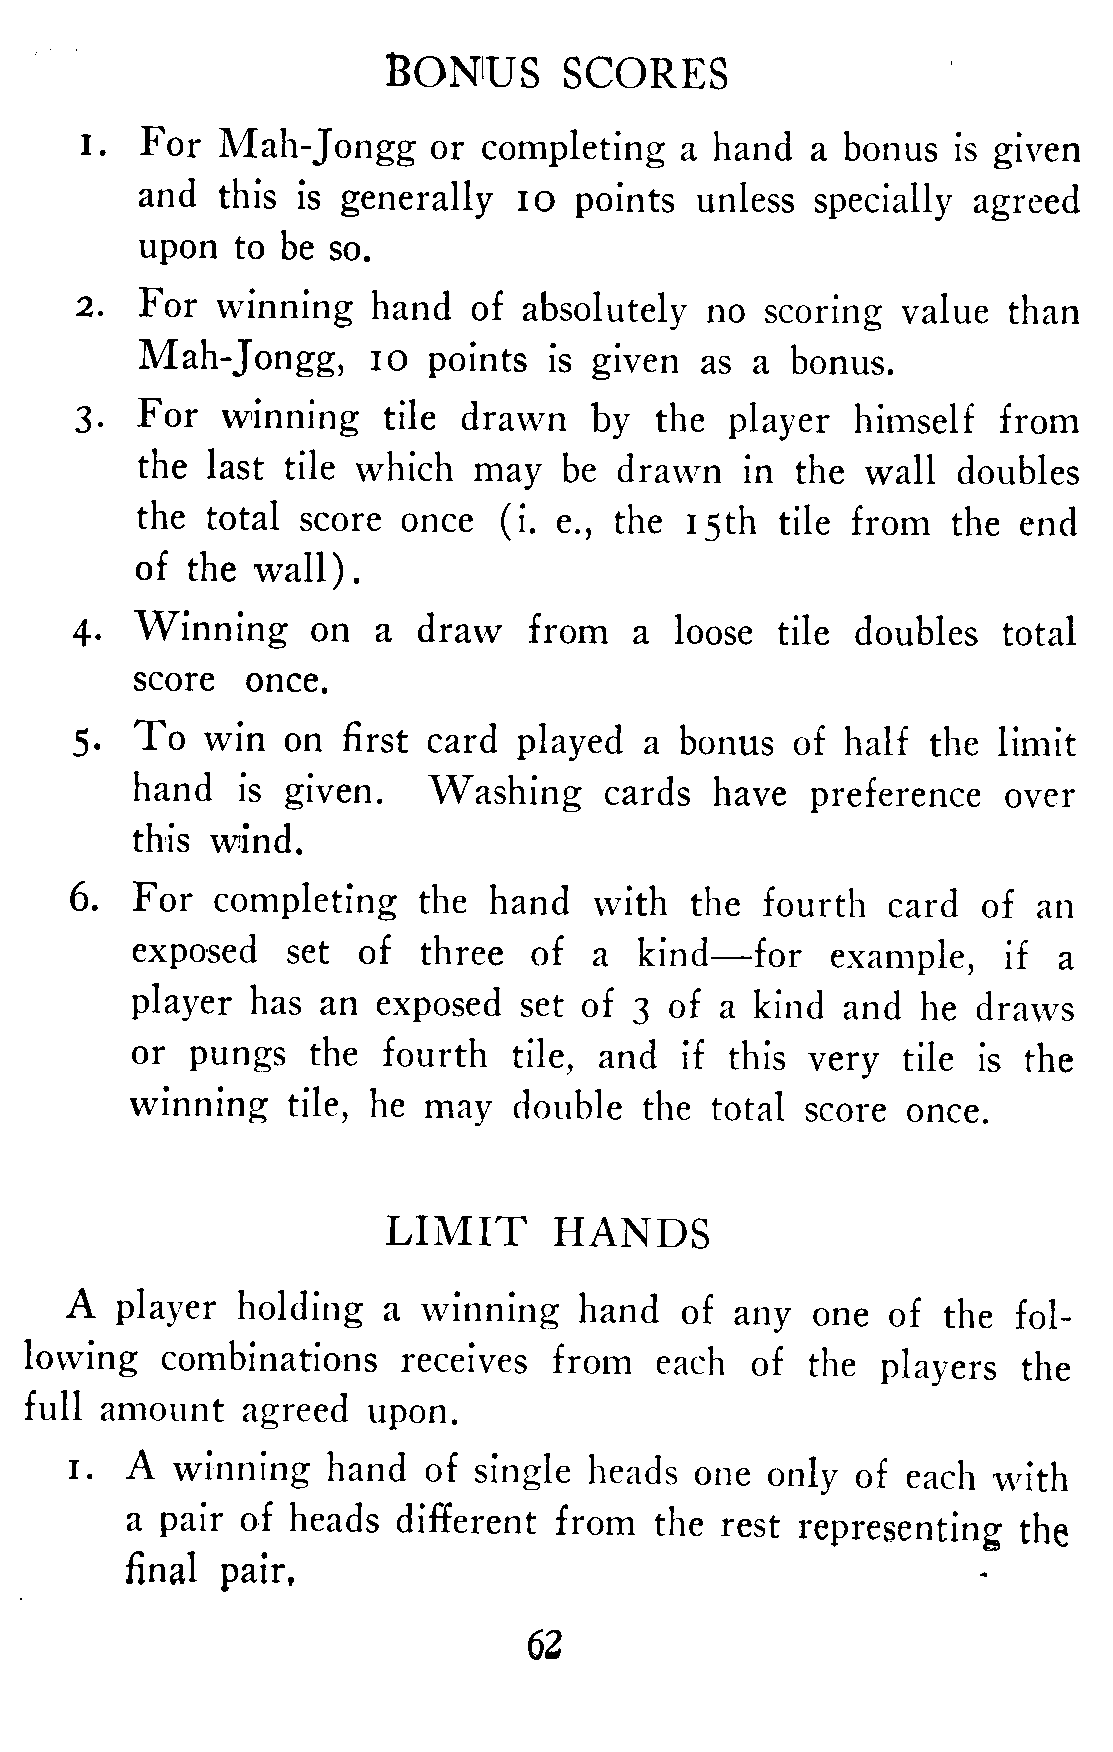 BONUS SCORES
1. For Mah-Jongg or completing a hand a bonus is given
and this is generally 10 points unless specially agreed
upon to be so.
2. For winning hand of absolutely no scoring value than
Mah-Jongg, 10 points is given as a bonus.
3. For winning tile drawn by the player himself from
the last tile which may be drawn in the wall doubles
the total score once (i. e., the 15th tile from the end
of the wall).
4. Winning on a draw from a loose tile doubles total
score once.
5. To win on first card played a bonus of half the limit
hand is given. Washing cards have preference over
this wind.
6. For completing the hand with the fourth card of an
exposed set of three of a kind—for example, if a
player has an exposed set of 3 of a kind and he draws
or pungs the fourth tile, and if this very tile is the
winning tile, he may double the total score once.
LIMIT HANDS
A player holding a winning hand of any one of the fol-
lowing combinations receives from each of the players the
full amount agreed upon.
1. A winning hand of single heads one only of each with
a pair of heads different from the rest representing the
final pair.
62